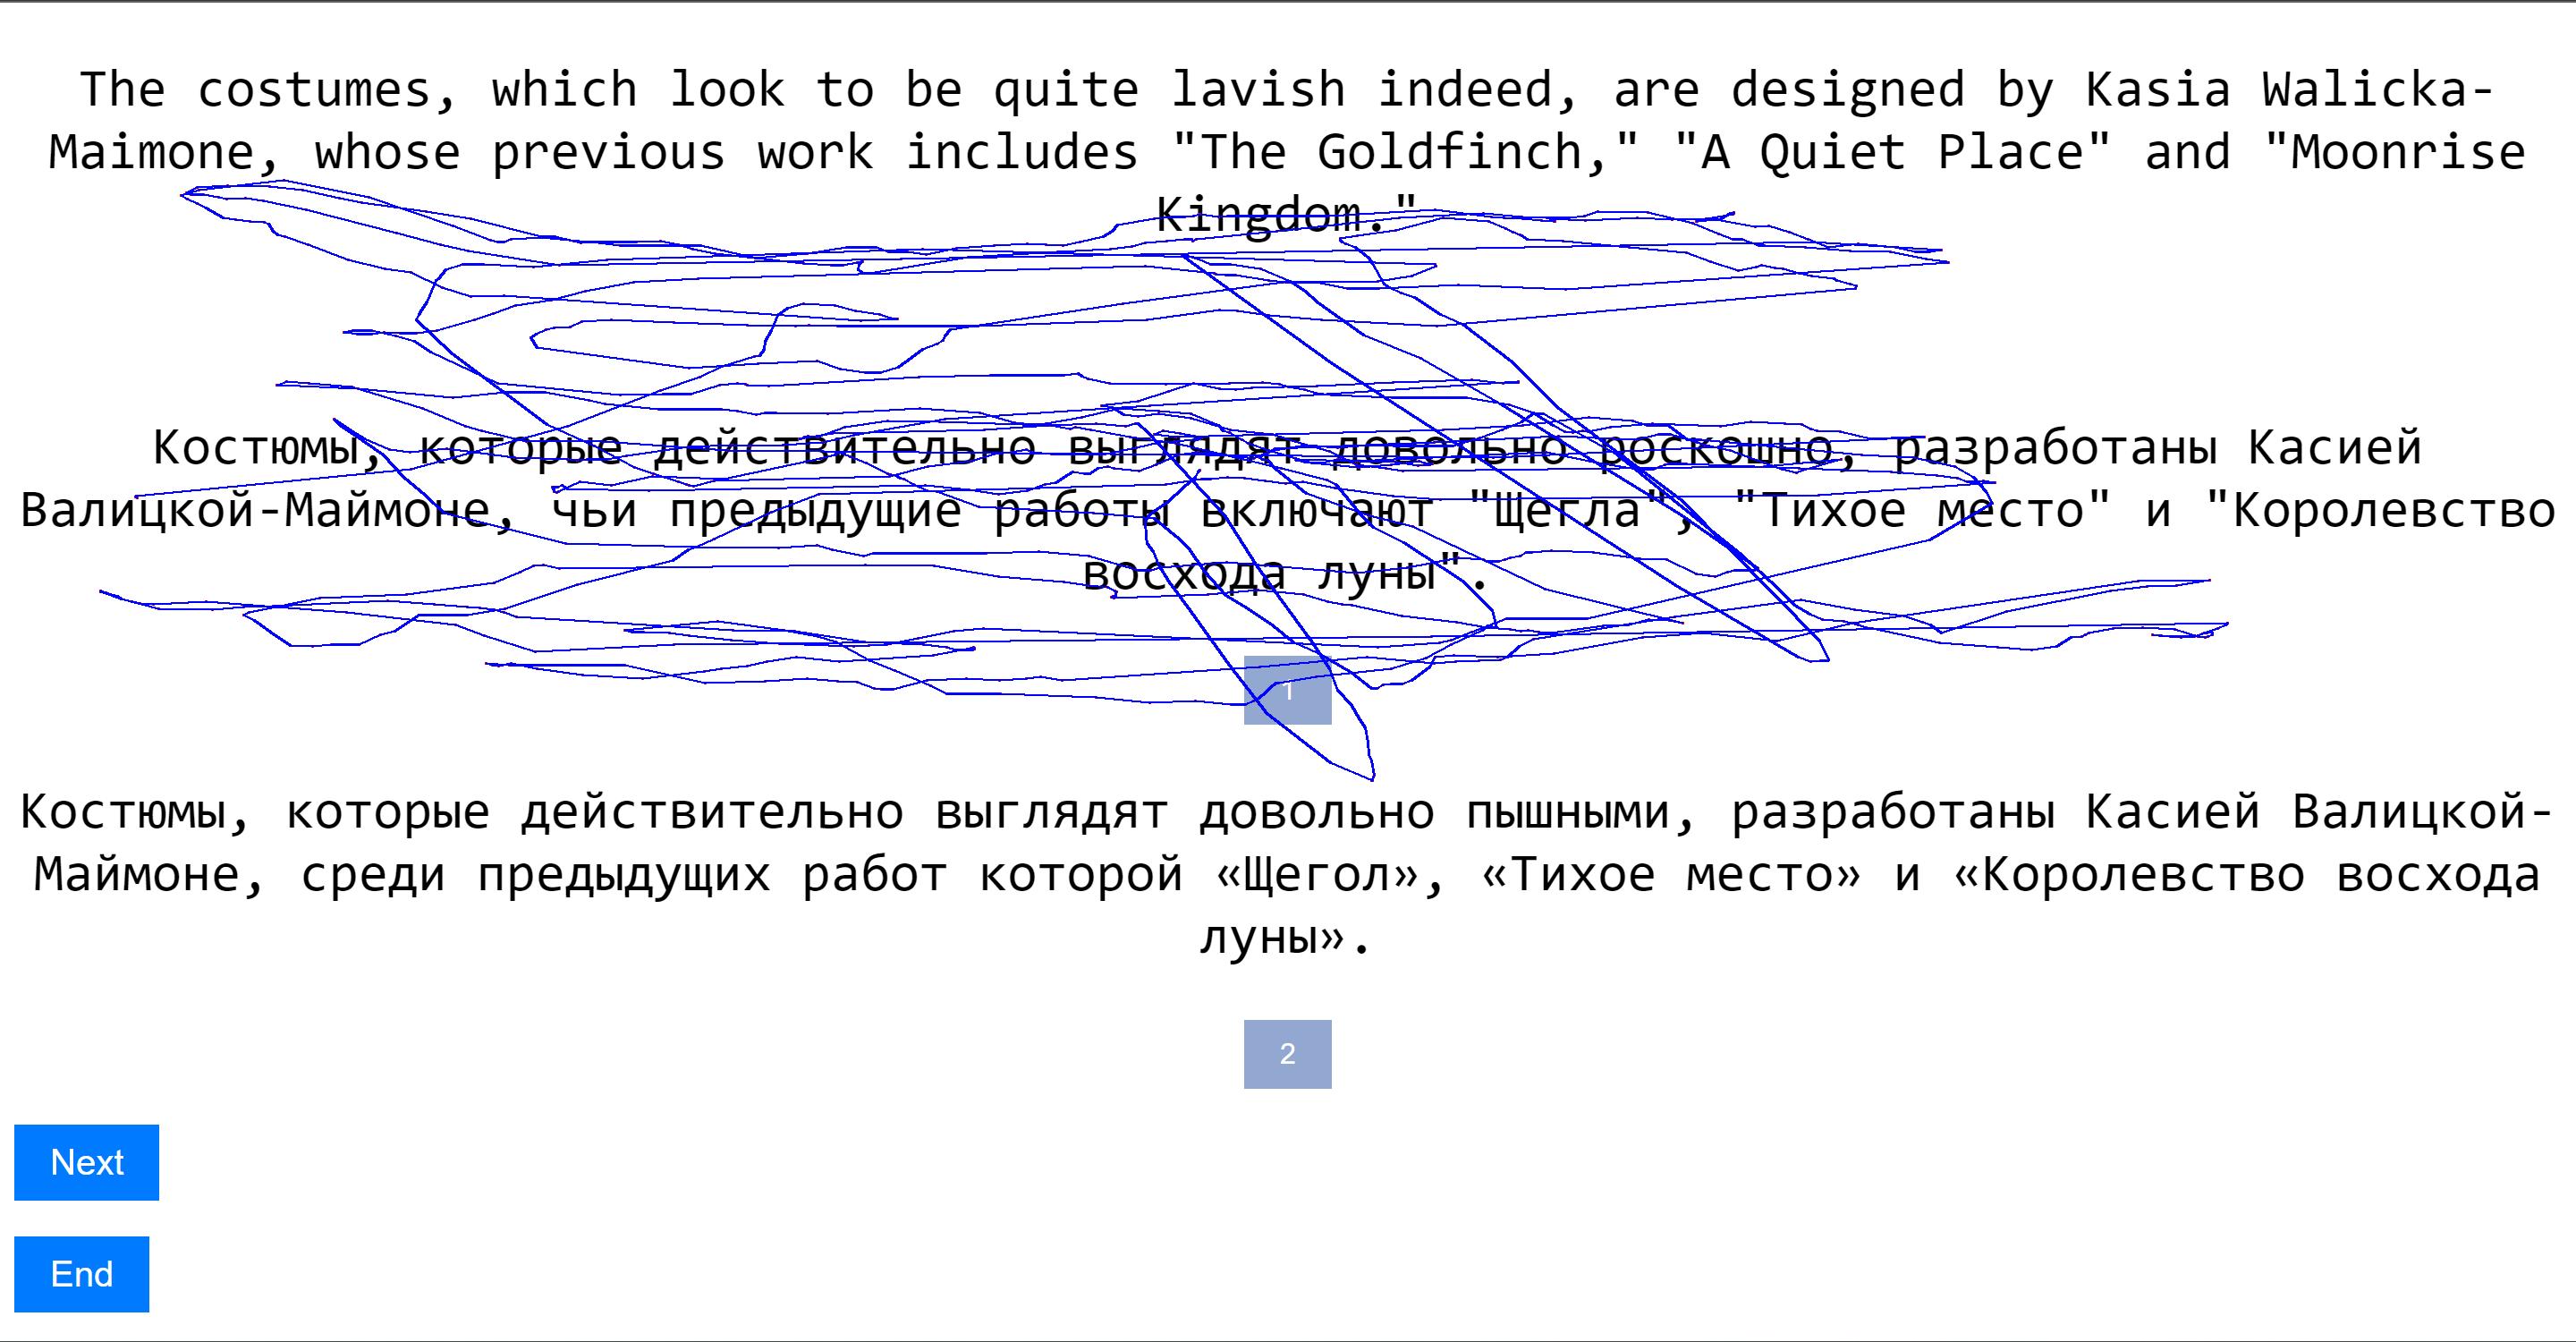 The costumes, which look to be quite lavish indeed, are designed by Kasia Walicka-
Maimone, whose previous work includes "The Goldfinch," "A Quiet Place" and "Moonrise
Kingdom."
Костюмы, которые действительно выглядят довольно роскошно, разработаны Касией
Валицкой-Маймоне, чьи предыдущие работы включают "Щегла", "Тихое место" и "Королевство
восхода луны".
1
Костюмы, которые действительно выглядят довольно пышными, разработаны Касией Валицкой-
Маймоне, среди предыдущих работ которой «Щегол», «Тихое место» и «Королевство восхода
луны».
2
Next
End